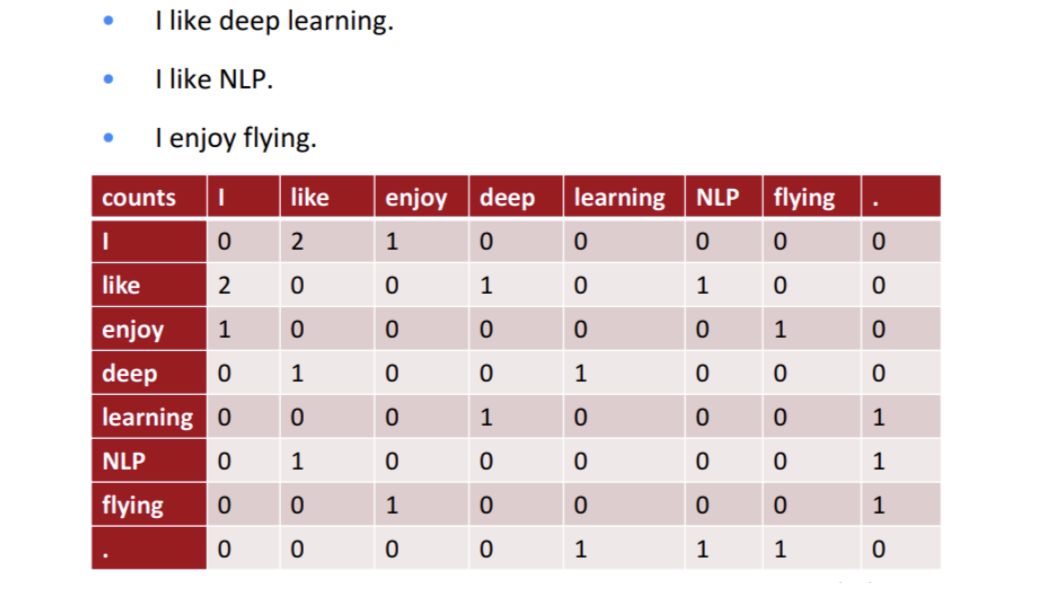 • I like deep learning.
• I like NLP.
• I enjoy flying.
counts I like enjoy deep learning NLP flying .
I 0 2 1 0 0 0 0 0
like 2 0 0 1 0 1 0 0
enjoy 1 0 0 0 0 0 1 0
deep 0 1 0 0 1 0 0 0
learning 0 0 0 1 0 0 0 1
NLP 0 1 0 0 0 0 0 1
flying 0 0 1 0 0 0 0 1
. 0 0 0 0 1 1 1 0